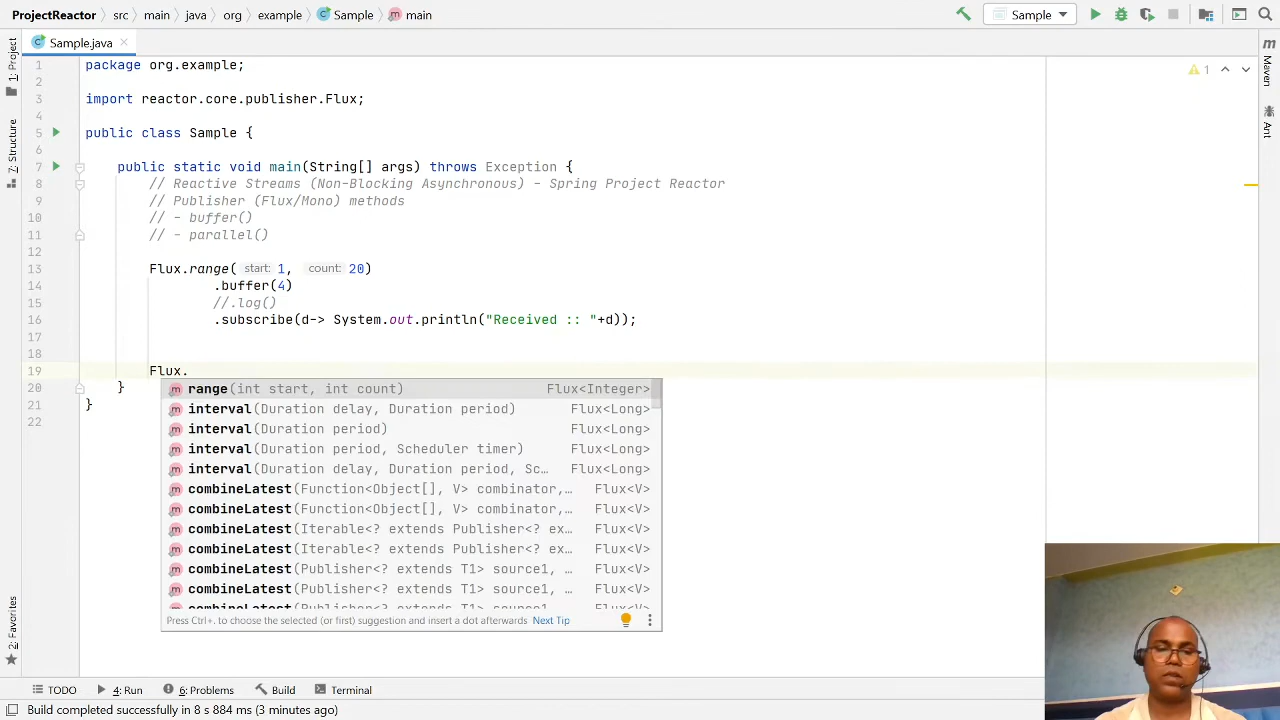 ProjectReactor src main java org example Sample main
Sample
Sample.java
1: Project
7: Structure
2: Favorites
Maven
Ant
1
1 package org.example;
2
3 import reactor.core.publisher.Flux;
4
5 public class Sample {
6
7 public static void main(String[] args) throws Exception {
8 // Reactive Streams (Non-Blocking Asynchronous) - Spring Project Reactor
9 // Publisher (Flux/Mono) methods
10 // - buffer()
11 // - parallel()
12
13 Flux.range( start: 1, count: 20)
14 .buffer(4)
15 //.log()
16 .subscribe(d-> System.out.println("Received :: "+d));
17
18
19 Flux.
20 }
21 }
22
range(int start, int count) Flux<Integer>
interval(Duration delay, Duration period) Flux<Long>
interval(Duration period) Flux<Long>
interval(Duration period, Scheduler timer) Flux<Long>
interval(Duration delay, Duration period, Sc… Flux<Long>
combineLatest(Function<Object[], V> combinator,… Flux<V>
combineLatest(Function<Object[], V> combinator,… Flux<V>
combineLatest(Iterable<? extends Publisher<? ex… Flux<V>
combineLatest(Iterable<? extends Publisher<? ex… Flux<V>
combineLatest(Publisher<? extends T1> source1, … Flux<V>
combineLatest(Publisher<? extends T1> source1, … Flux<V>
combineLatest(Publisher<? extends T1> source1, … Flux<V>
Press Ctrl+. to choose the selected (or first) suggestion and insert a dot afterwards Next Tip
TODO 4: Run 6: Problems Build Terminal
Build completed successfully in 8 s 884 ms (3 minutes ago)